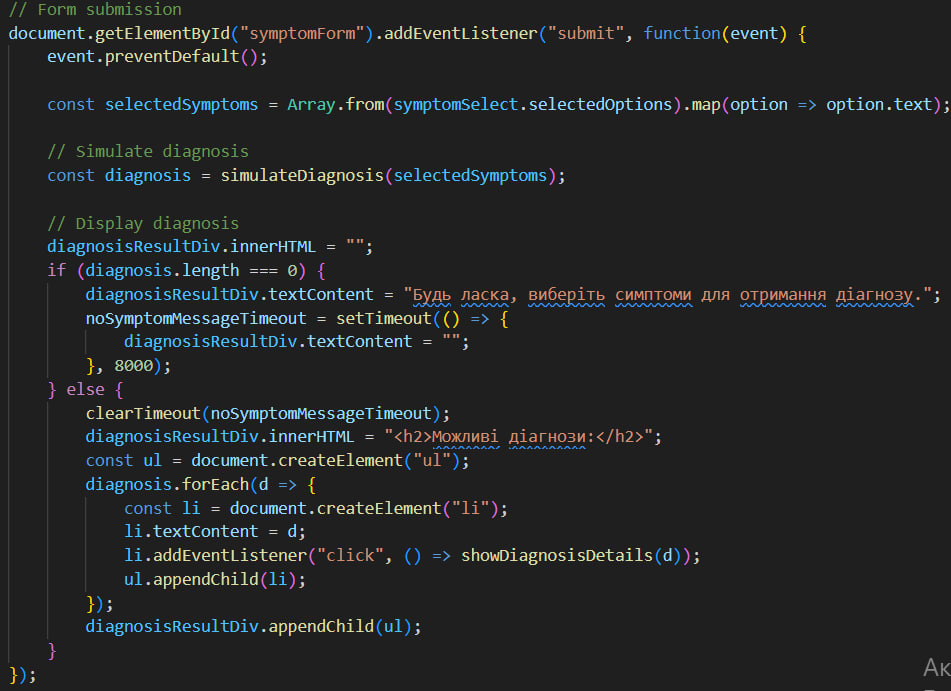 // Form submission
document.getElementById("symptomForm").addEventListener("submit", function(event) {
    event.preventDefault();

    const selectedSymptoms = Array.from(symptomSelect.selectedOptions).map(option => option.text);

    // Simulate diagnosis
    const diagnosis = simulateDiagnosis(selectedSymptoms);

    // Display diagnosis
    diagnosisResultDiv.innerHTML = "";
    if (diagnosis.length === 0) {
        diagnosisResultDiv.textContent = "Будь ласка, виберіть симптоми для отримання діагнозу.";
        noSymptomMessageTimeout = setTimeout(() => {
            diagnosisResultDiv.textContent = "";
        }, 8000);
    } else {
        clearTimeout(noSymptomMessageTimeout);
        diagnosisResultDiv.innerHTML = "<h2>Можливі діагнози:</h2>";
        const ul = document.createElement("ul");
        diagnosis.forEach(d => {
            const li = document.createElement("li");
            li.textContent = d;
            li.addEventListener("click", () => showDiagnosisDetails(d));
            ul.appendChild(li);
        });
        diagnosisResultDiv.appendChild(ul);
    }
});